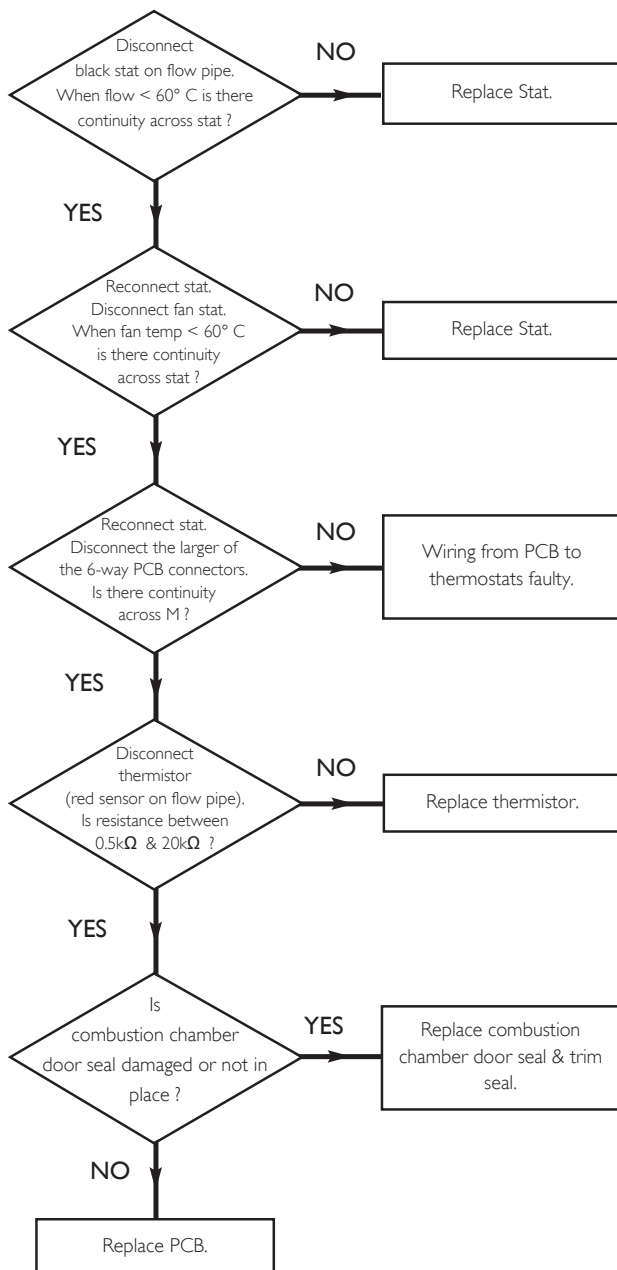 Disconnect
black stat on flow pipe.
When flow < 60° C is there
continuity across stat ?
NO
Replace Stat.
YES
Reconnect stat.
Disconnect fan stat.
When fan temp < 60° C
is there continuity
across stat ?
NO
Replace Stat.
YES
Reconnect stat.
Disconnect the larger of
the 6-way PCB connectors.
Is there continuity
across M ?
NO
Wiring from PCB to
thermostats faulty.
YES
Disconnect
thermistor
(red sensor on flow pipe).
Is resistance between
0.5kΩ & 20kΩ ?
NO
Replace thermistor.
YES
Is
combustion chamber
door seal damaged or not in
place ?
YES
Replace combustion
chamber door seal & trim
seal.
NO
Replace PCB.